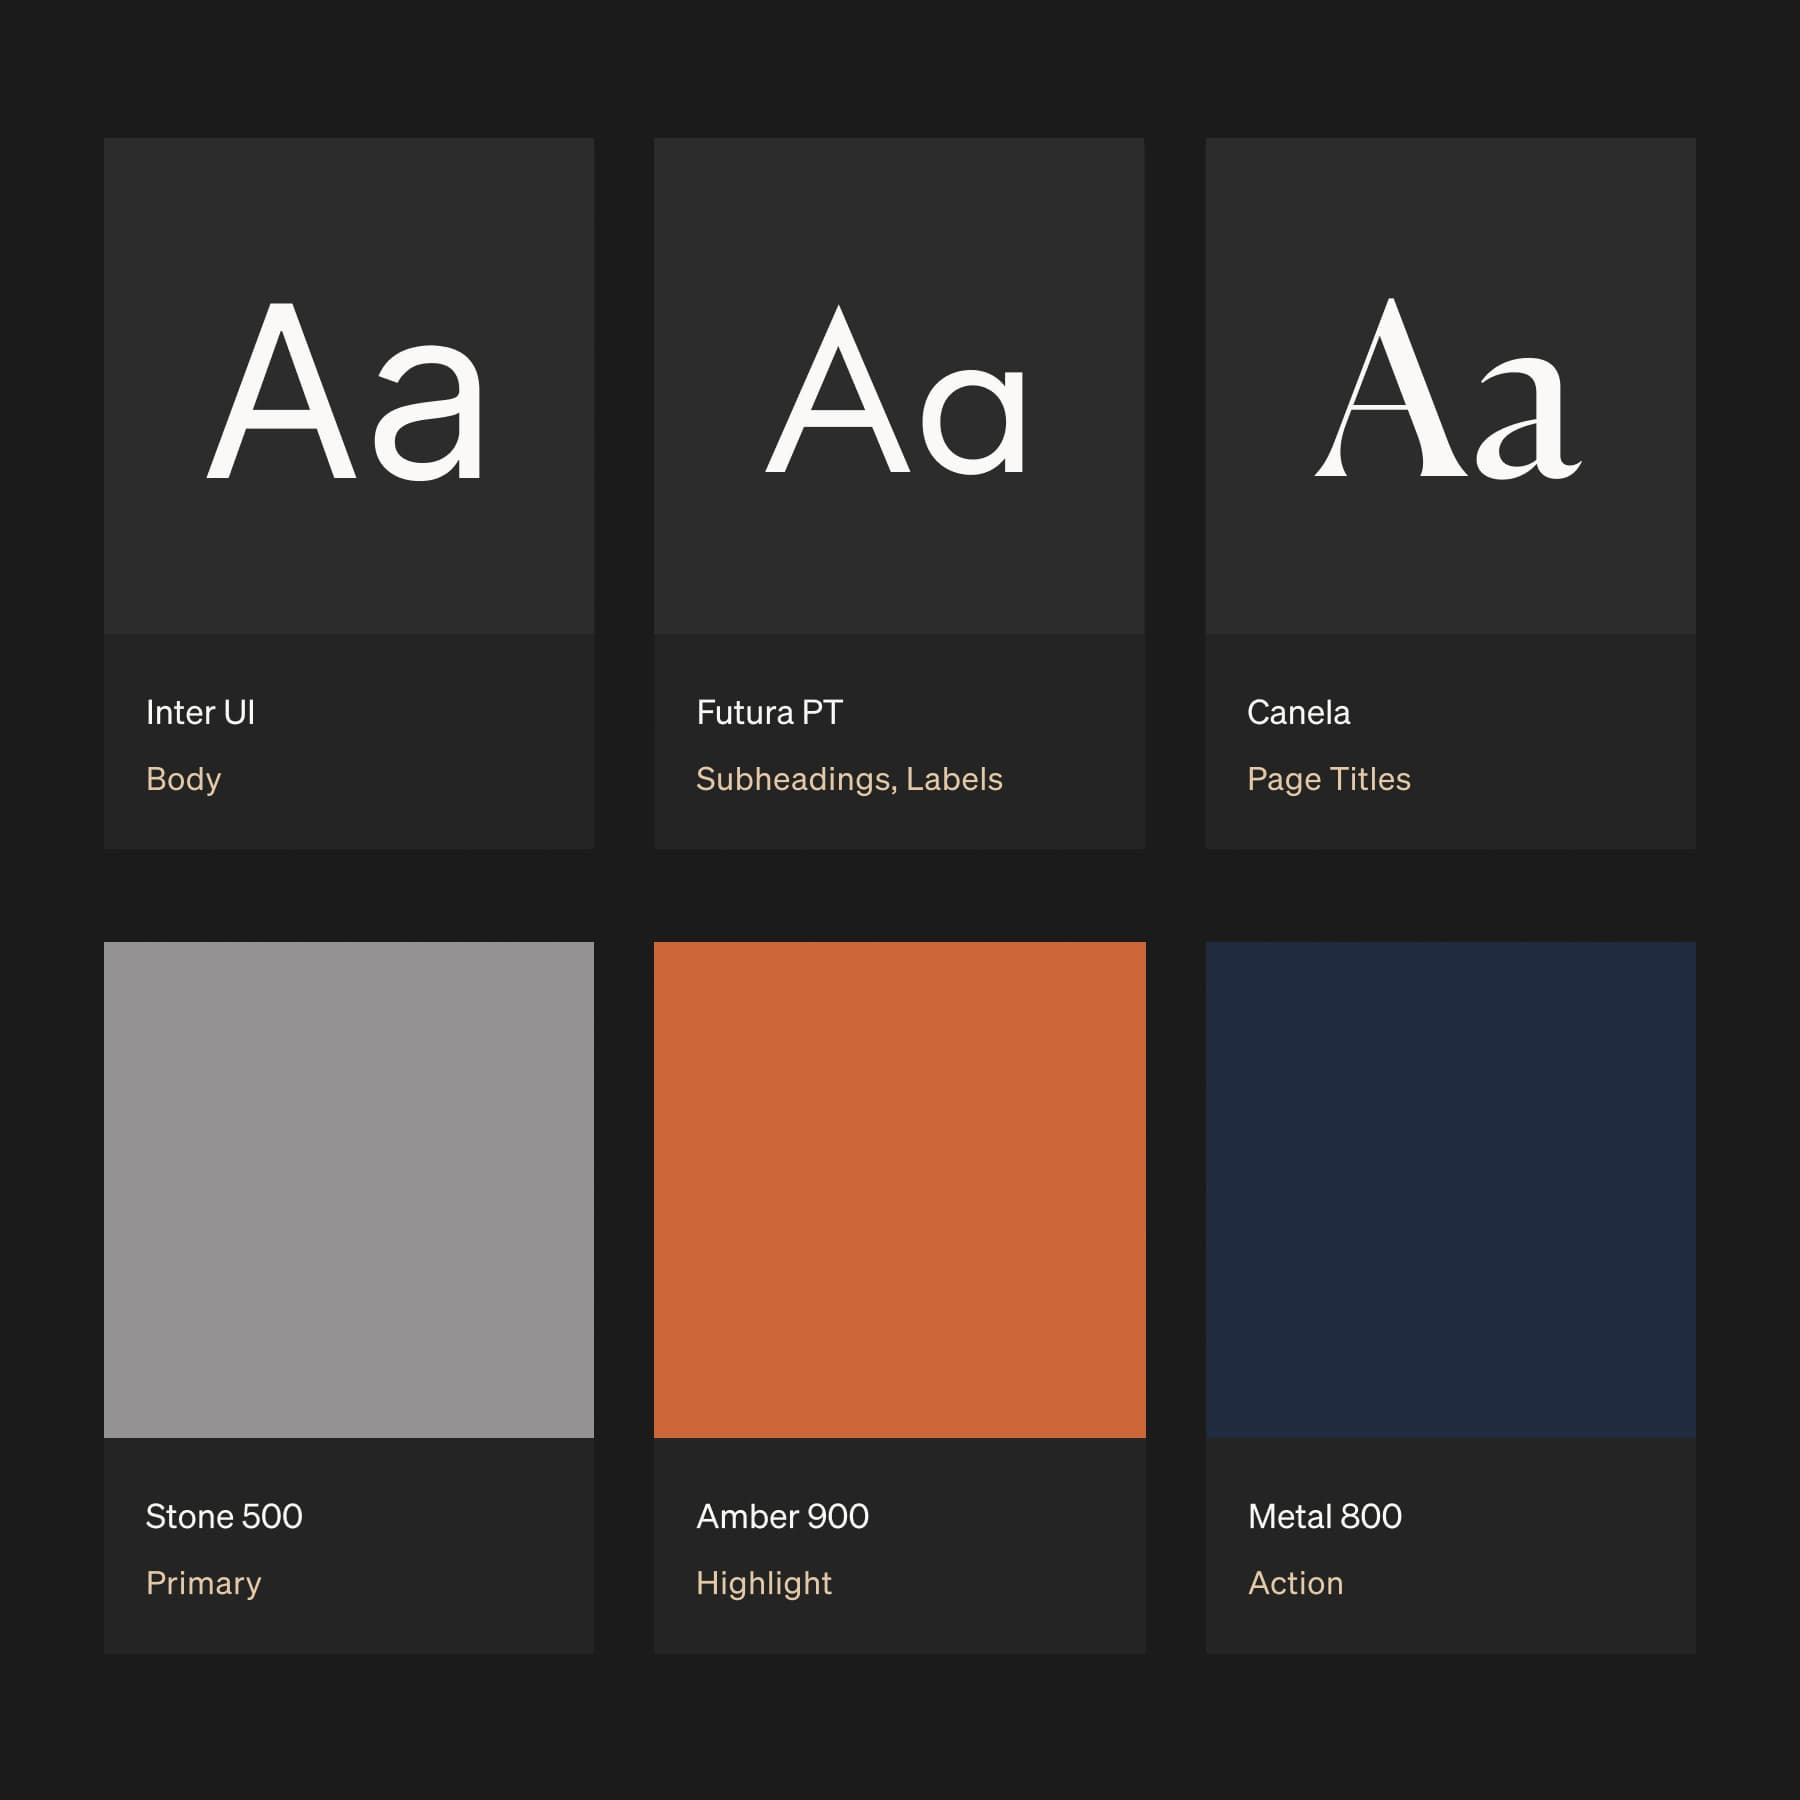 Aa
Aa
Aa
Inter UI
Body
Futura PT
Subheadings, Labels
Canela
Page Titles
Stone 500
Primary
Amber 900
Highlight
Metal 800
Action